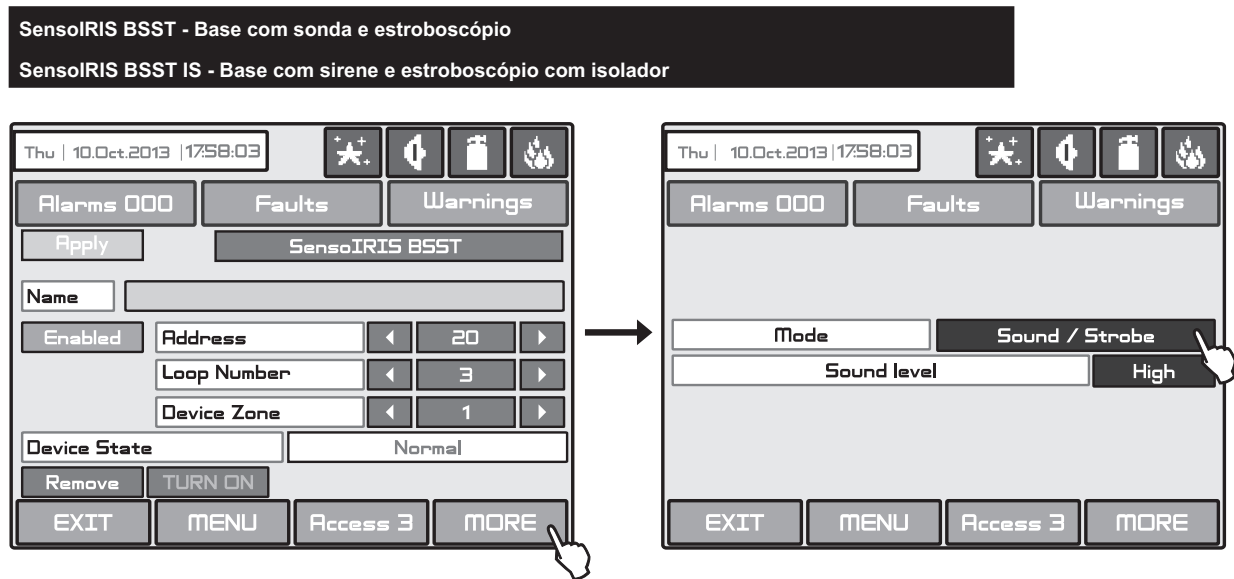 SensoIRIS BSST - Base com sonda e estroboscópio
SensoIRIS BSST IS - Base com sirene e estroboscópio com isolador
Thu | 10.Oct.2013 |17:58:03
Alarms 000 Faults Warnings
Apply SensoIRIS BSST
Name
Enabled Address 20
Loop Number 3
Device Zone 1
Device State Normal
Remove TURN ON
EXIT MENU Access 3 MORE
Thu | 10.Oct.2013 |17:58:03
Alarms 000 Faults Warnings
Mode Sound / Strobe
Sound level High
EXIT MENU Access 3 MORE